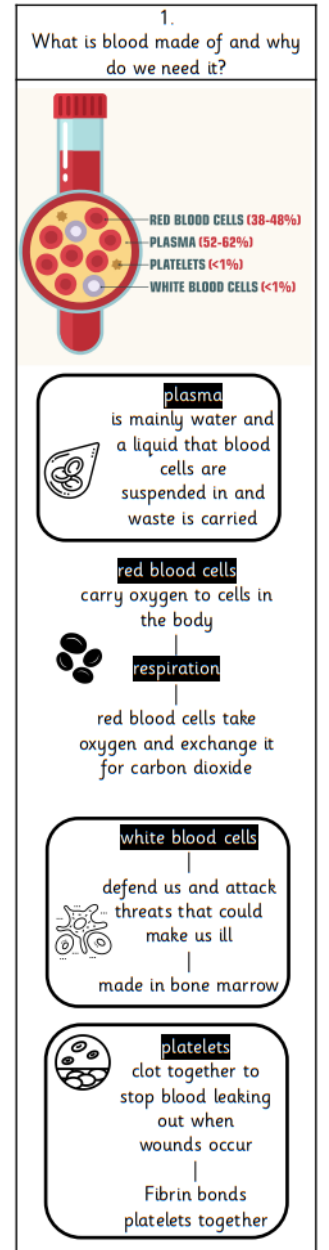 1.
What is blood made of and why
do we need it?
RED BLOOD CELLS (38-48%)
PLASMA (52-62%)
PLATELETS (<1%)
WHITE BLOOD CELLS (<1%)
plasma
is mainly water and
a liquid that blood
cells are
suspended in and
waste is carried
red blood cells
carry oxygen to cells in
the body
respiration
red blood cells take
oxygen and exchange it
for carbon dioxide
white blood cells
defend us and attack
threats that could
make us ill
made in bone marrow
platelets
clot together to
stop blood leaking
out when
wounds occur
Fibrin bonds
platelets together